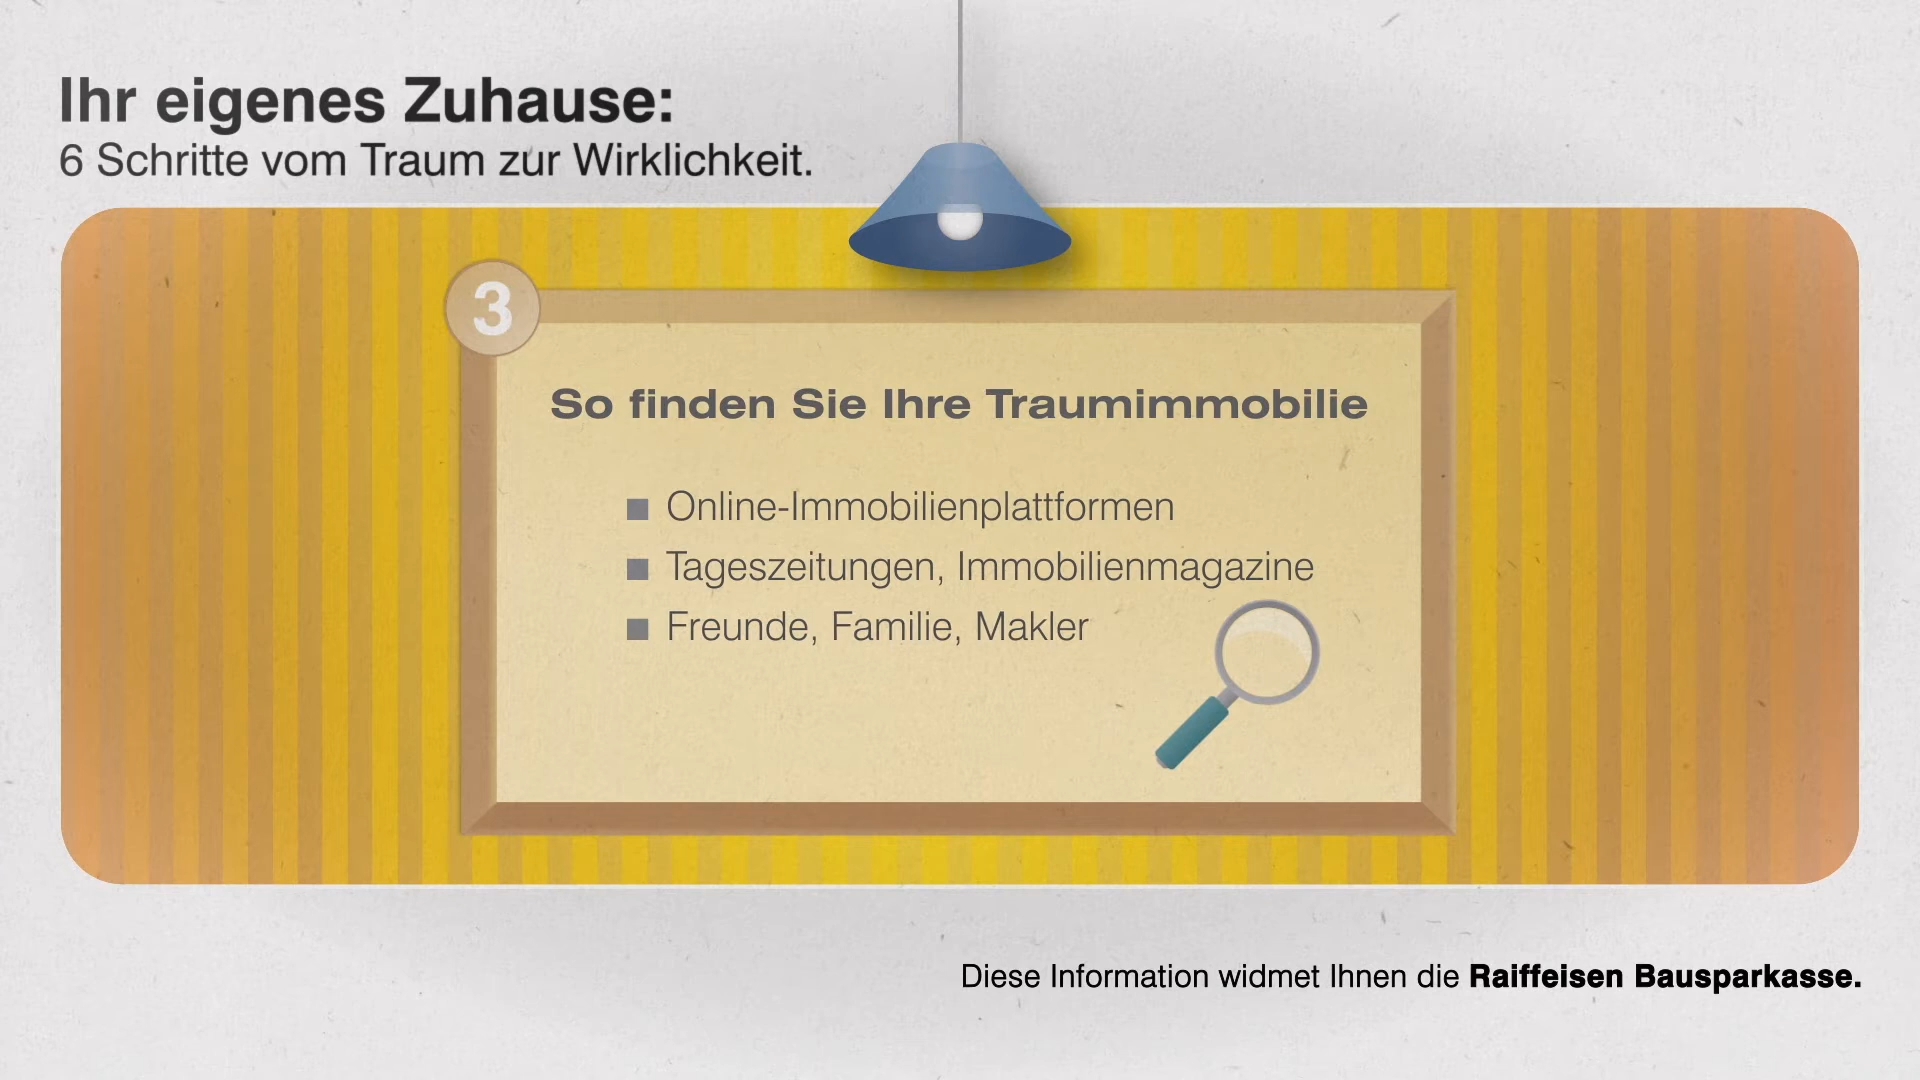 Ihr eigenes Zuhause:
6 Schritte vom Traum zur Wirklichkeit.
3
So finden Sie Ihre Traumimmobilie
■ Online-Immobilienplattformen
■ Tageszeitungen, Immobilienmagazine
■ Freunde, Familie, Makler
Diese Information widmet Ihnen die Raiffeisen Bausparkasse.